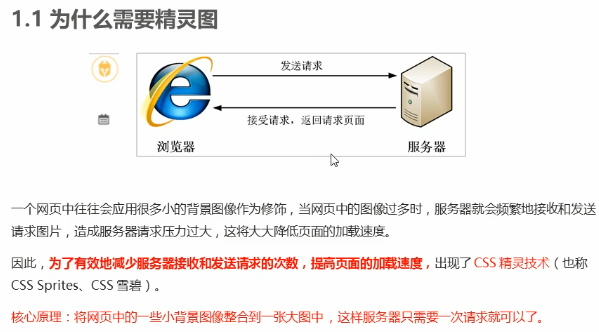 1.1 为什么需要精灵图
发送请求
接受请求，返回请求页面
浏览器
服务器
一个网页中往往会应用很多小的背景图像作为修饰，当网页中的图像过多时，服务器就会频繁地接收和发送
请求图片，造成服务器请求压力过大，这将大大降低页面的加载速度。
因此，为了有效地减少服务器接收和发送请求的次数，提高页面的加载速度，出现了 CSS 精灵技术（也称
CSS Sprites、CSS 雪碧）。
核心原理：将网页中的一些小背景图像整合到一张大图中，这样服务器只需要一次请求就可以了。